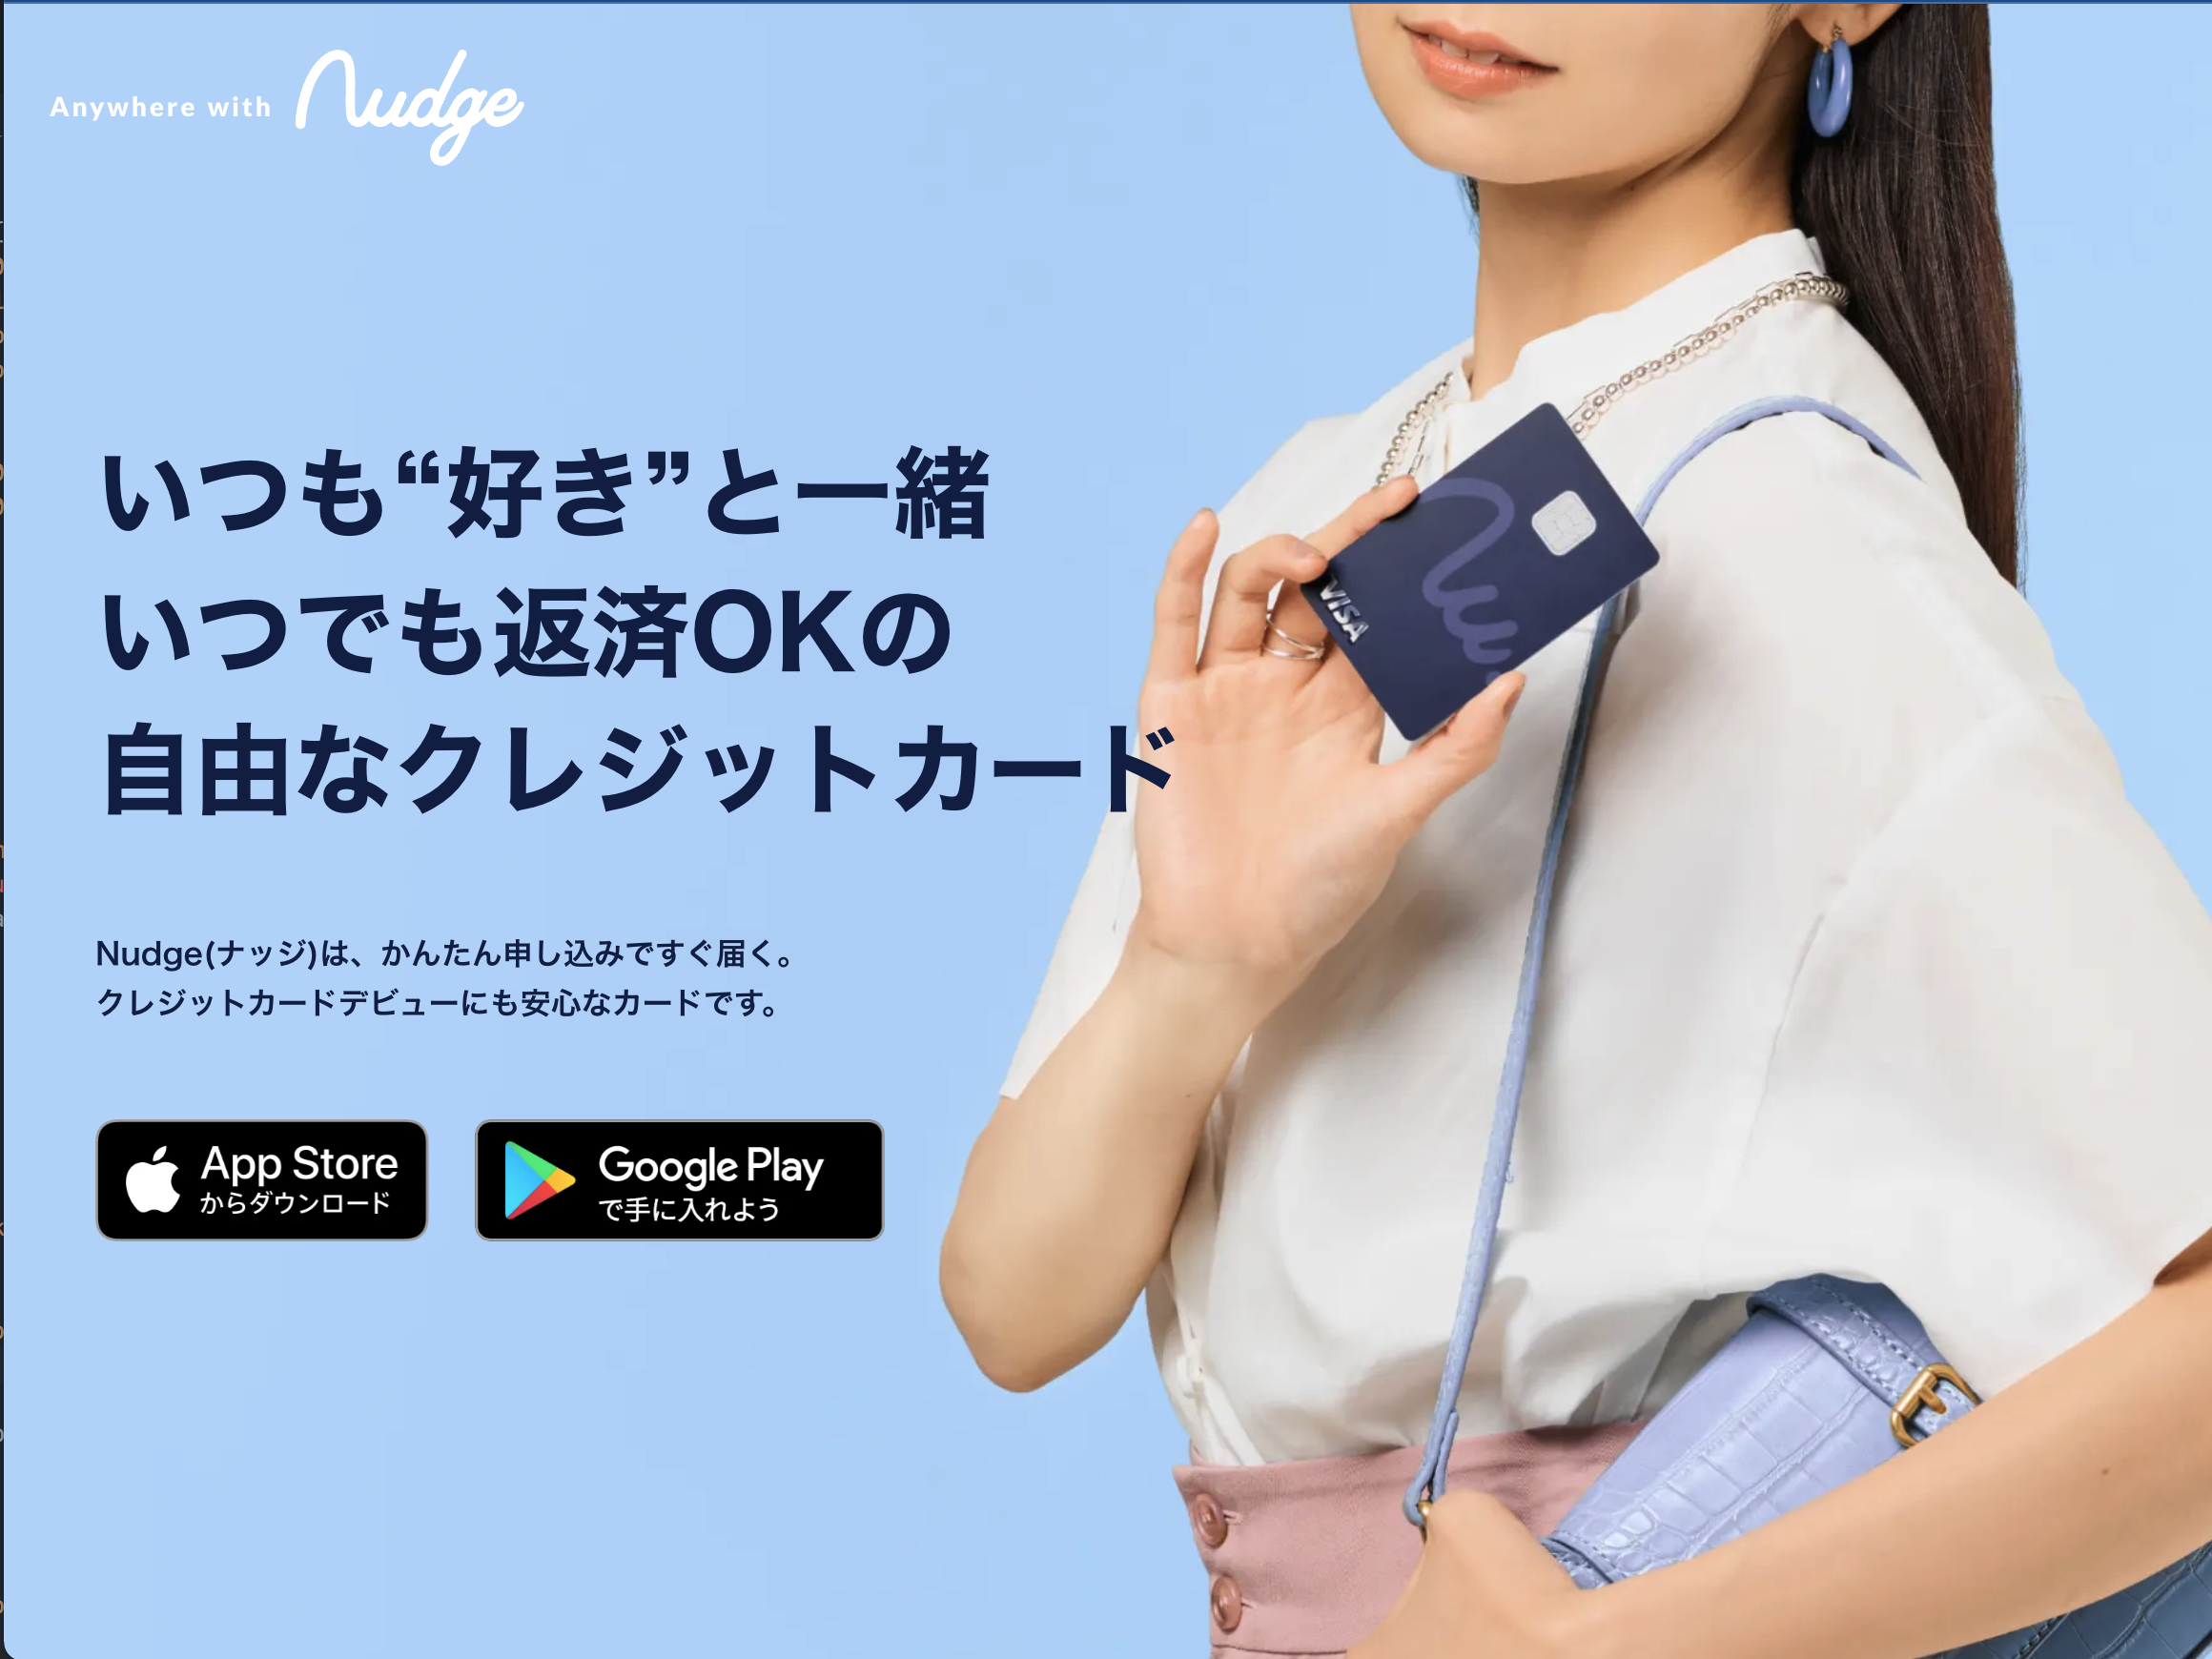 Anywhere with Nudge
いつも“好き”と一緒
いつでも返済OKの
自由なクレジットカード
VISA
Nu
Nudge(ナッジ)は、かんたん申し込みですぐ届く。
クレジットカードデビューにも安心なカードです。
App Store
からダウンロード
Google Play
で手に入れよう